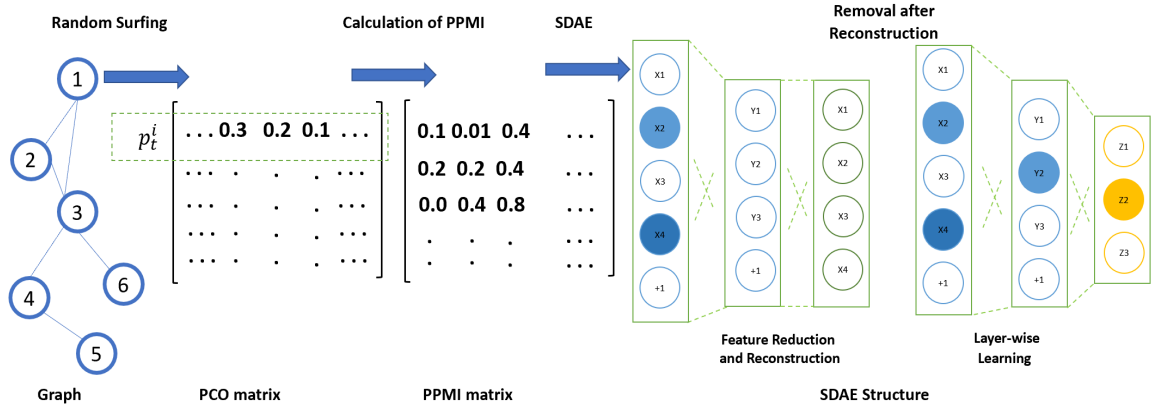 Random Surfing
Calculation of PPMI
SDAE
Removal after
Reconstruction
1
2
3
4
6
5
p_t^i
... 0.3 0.2 0.1 ...
... . . . ...
... . . . ...
... . . . ...
... . . . ...
0.1 0.01 0.4 ...
0.2 0.2 0.4 ...
0.0 0.4 0.8 ...
. . . ...
. . . ...
X1
X2
X3
X4
+1
Y1
Y2
Y3
+1
X1
X2
X3
X4
X1
X2
X3
X4
+1
Y1
Y2
Y3
+1
Z1
Z2
Z3
Feature Reduction
and Reconstruction
Layer-wise
Learning
Graph
PCO matrix
PPMI matrix
SDAE Structure